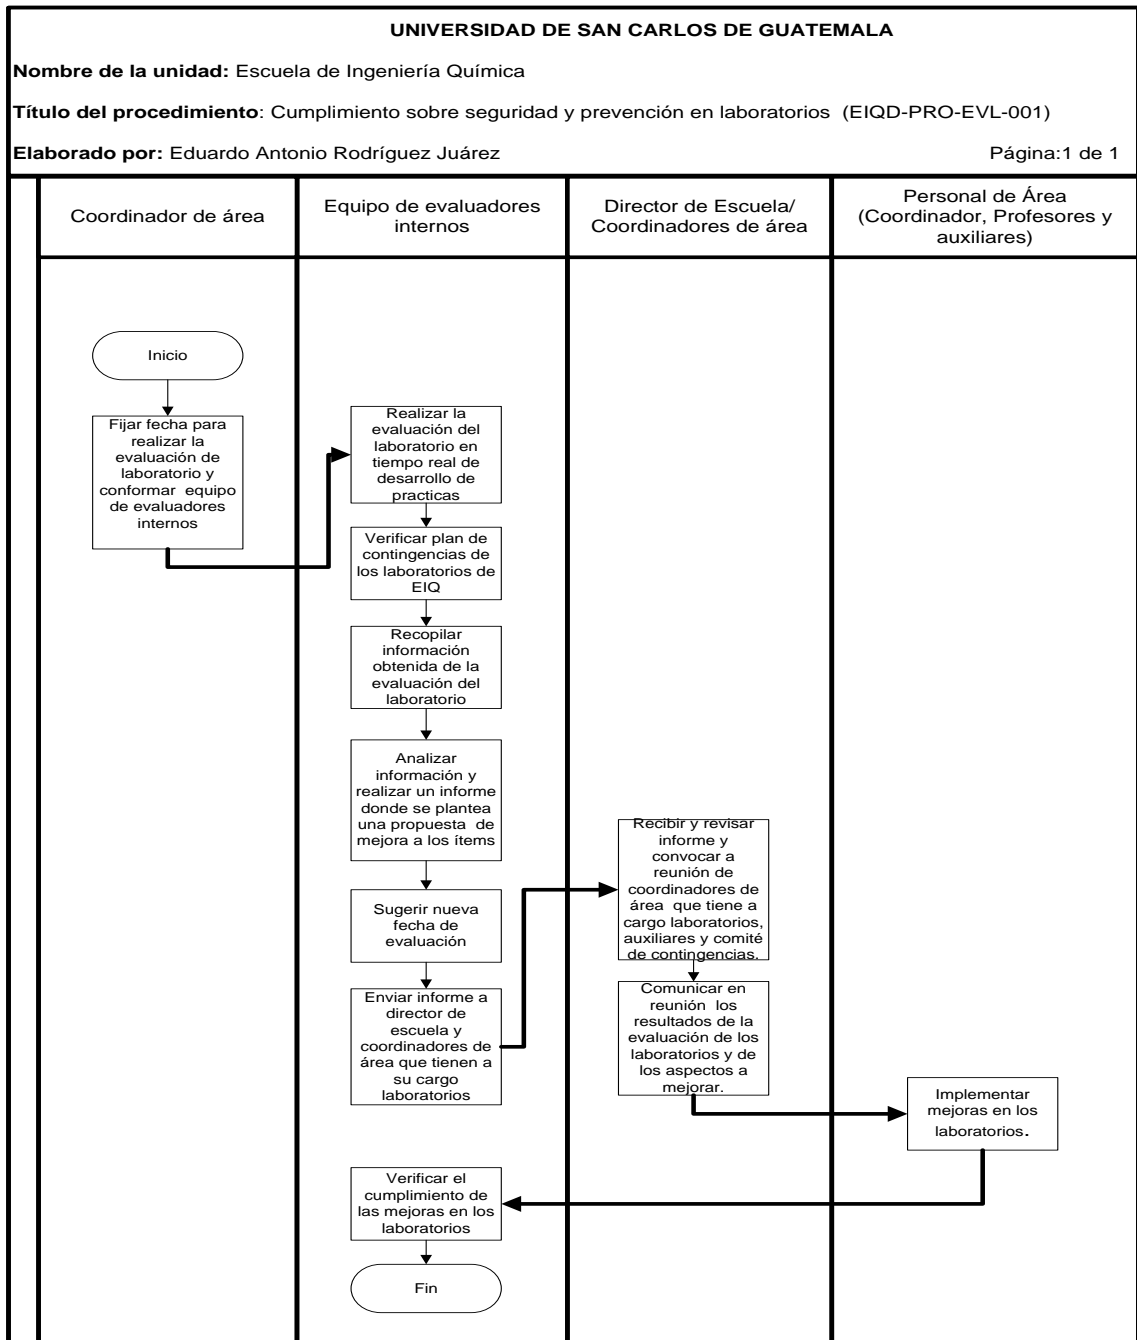 UNIVERSIDAD DE SAN CARLOS DE GUATEMALA
Nombre de la unidad: Escuela de Ingeniería Química
Título del procedimiento: Cumplimiento sobre seguridad y prevención en laboratorios (EIQD-PRO-EVL-001)
Elaborado por: Eduardo Antonio Rodríguez Juárez
Página:1 de 1
Coordinador de área
Equipo de evaluadores
internos
Director de Escuela/
Coordinadores de área
Personal de Área
(Coordinador, Profesores y
auxiliares)
Inicio
Fijar fecha para
realizar la
evaluación de
laboratorio y
conformar equipo
de evaluadores
internos
Realizar la
evaluación del
laboratorio en
tiempo real de
desarrollo de
practicas
Verificar plan de
contingencias de
los laboratorios de
EIQ
Recopilar
información
obtenida de la
evaluación del
laboratorio
Analizar
información y
realizar un informe
donde se plantea
una propuesta de
mejora a los ítems
Sugerir nueva
fecha de
evaluación
Enviar informe a
director de
escuela y
coordinadores de
área que tienen a
su cargo
laboratorios
Recibir y revisar
informe y
convocar a
reunión de
coordinadores de
área que tiene a
cargo laboratorios,
auxiliares y comité
de contingencias.
Comunicar en
reunión los
resultados de la
evaluación de los
laboratorios y de
los aspectos a
mejorar.
Implementar
mejoras en los
laboratorios.
Verificar el
cumplimiento de
las mejoras en los
laboratorios
Fin